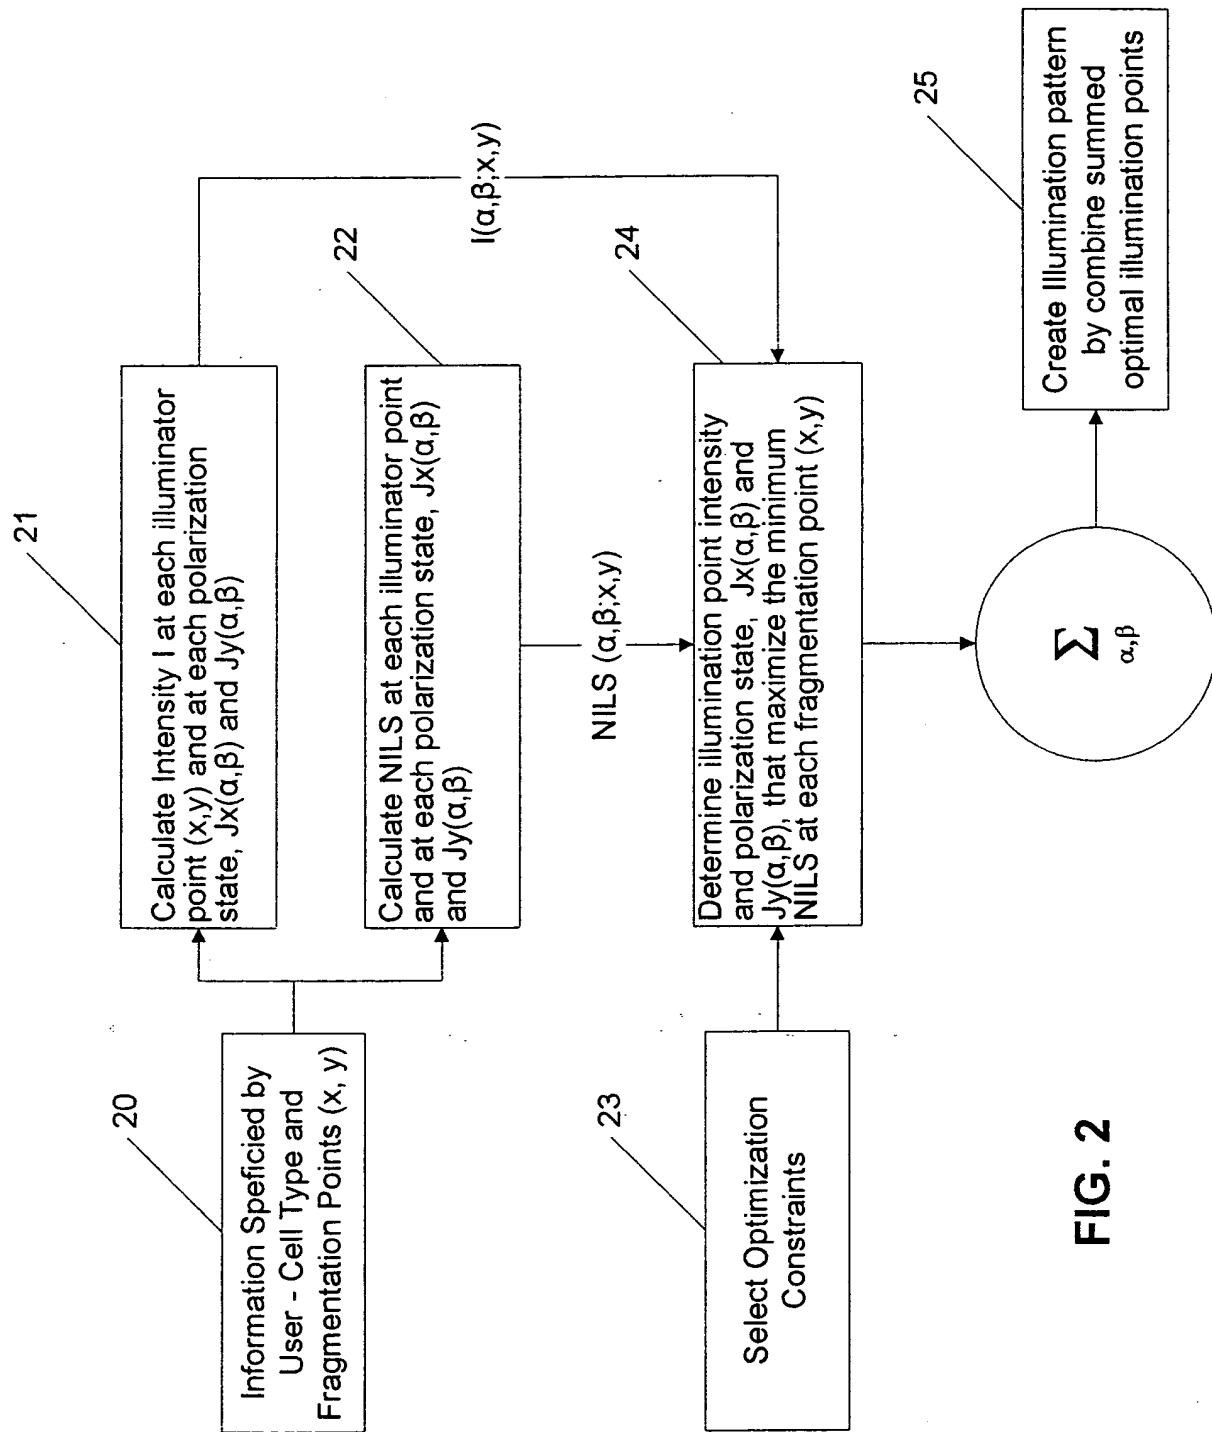 20
Information Speficied by
User - Cell Type and
Fragmentation Points (x, y)
21
Calculate Intensity I at each illuminator
point (x,y) and at each polarization
state, Jx(α,β) and Jy(α,β)
22
Calculate NILS at each illuminator point
and at each polarization state, Jx(α,β)
and Jy(α,β)
I(α,β;x,y)
NILS (α,β;x,y)
23
Select Optimization
Constraints
24
Determine illumination point intensity
and polarization state, Jx(α,β) and
Jy(α,β), that maximize the minimum
NILS at each fragmentation point (x,y)
Σ
α,β
25
Create Illumination pattern
by combine summed
optimal illumination points
FIG. 2